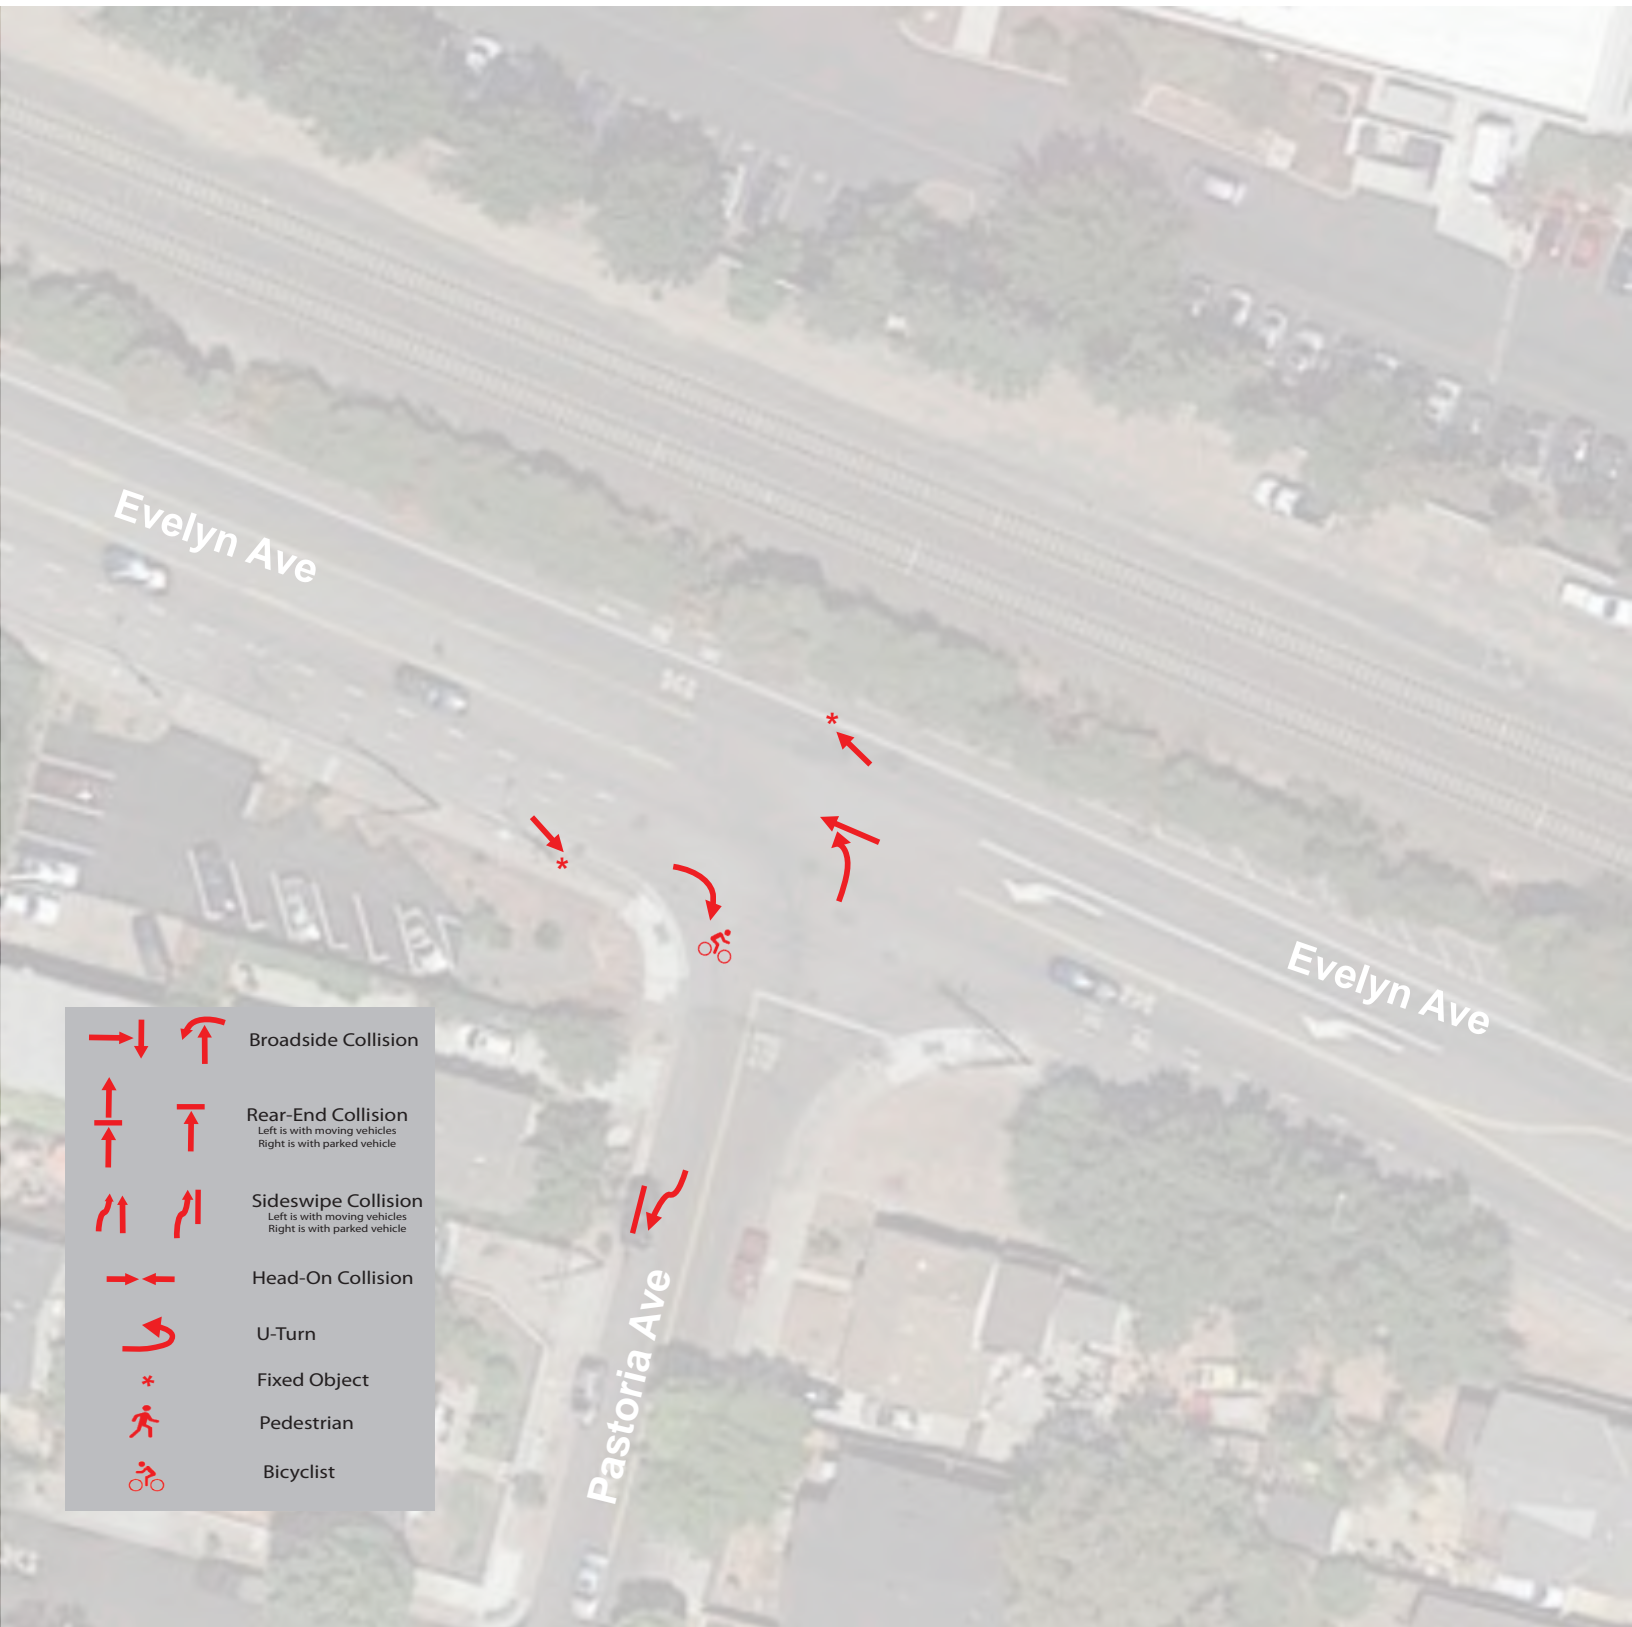 Evelyn Ave
Evelyn Ave
Broadside Collision
Rear-End Collision
Left is with moving vehicles
Right is with parked vehicle
Sideswipe Collision
Left is with moving vehicles
Right is with parked vehicle
Head-On Collision
U-Turn
Fixed Object
Pedestrian
Bicyclist
Pastoria Ave